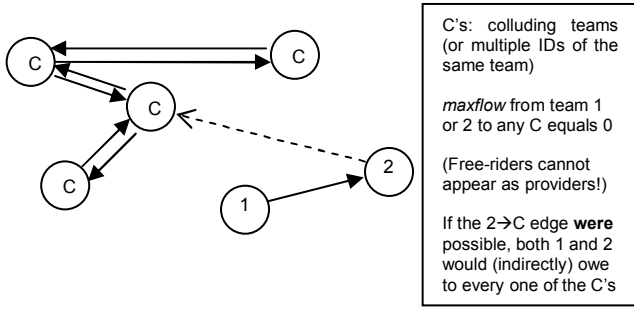 C
C
C
C
1
2
C's: colluding teams
(or multiple IDs of the
same team)
maxflow from team 1
or 2 to any C equals 0
(Free-riders cannot
appear as providers!)
If the 2→C edge were
possible, both 1 and 2
would (indirectly) owe
to every one of the C's